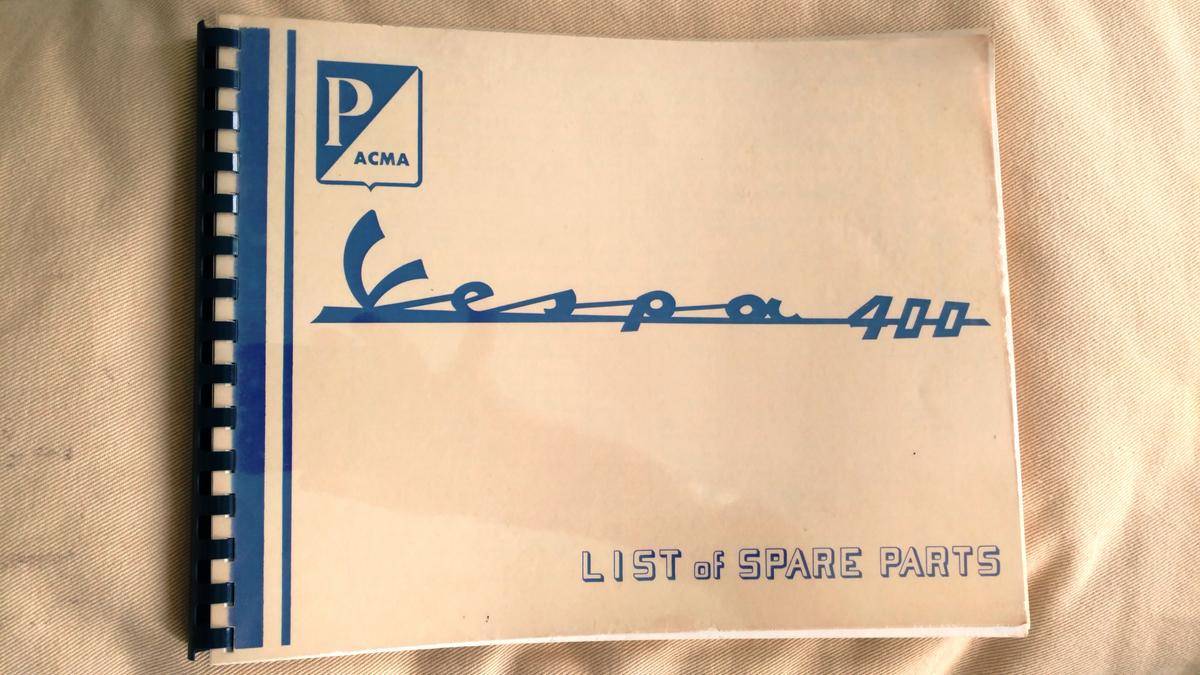 P
ACMA
Vespa 400
LIST of SPARE PARTS